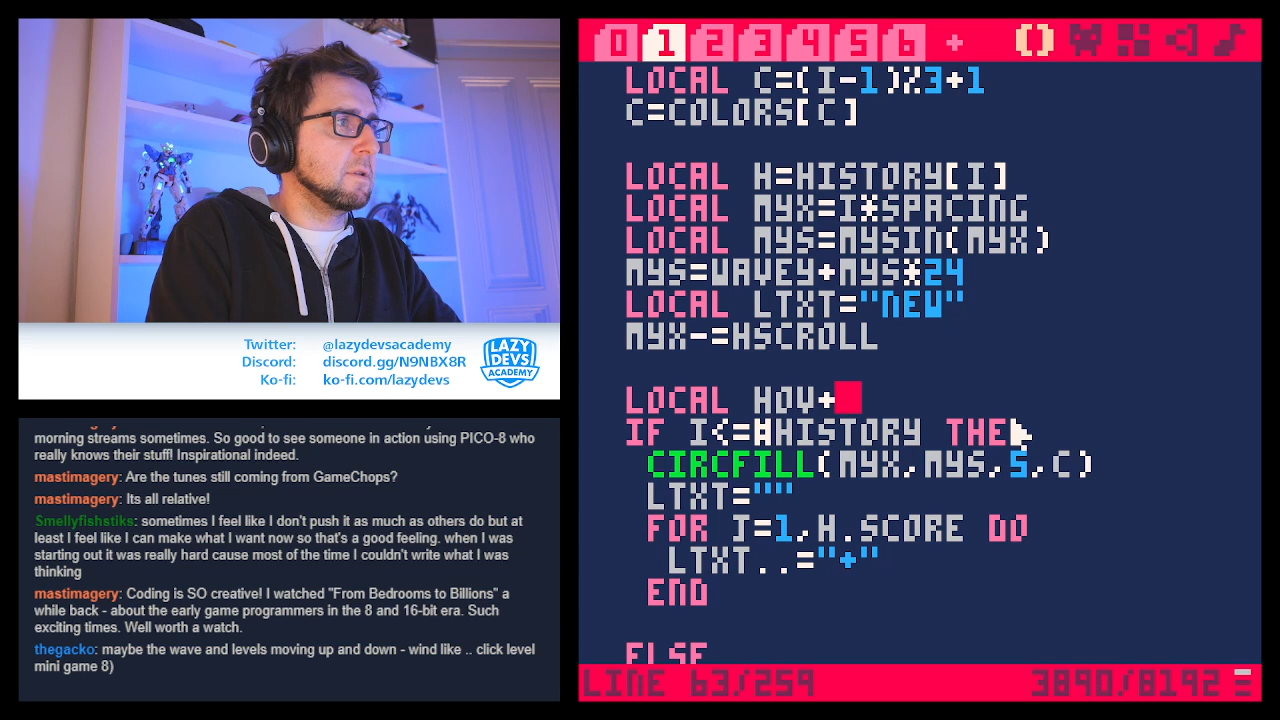 Twitter: @lazydevsacademy
Discord: discord.gg/N9NBX8R
Ko-fi: ko-fi.com/lazydevs
LAZY
DEVS
ACADEMY
morning streams sometimes. So good to see someone in action using PICO-8 who
really knows their stuff! Inspirational indeed.
mastimagery: Are the tunes still coming from GameChops?
mastimagery: Its all relative!
Smellyfishstiks: sometimes I feel like I don't push it as much as others do but at
least I feel like I can make what I want now so that's a good feeling. when I was
starting out it was really hard cause most of the time I couldn't write what I was
thinking
mastimagery: Coding is SO creative! I watched "From Bedrooms to Billions" a
while back - about the early game programmers in the 8 and 16-bit era. Such
exciting times. Well worth a watch.
thegacko: maybe the wave and levels moving up and down - wind like .. click level
mini game 8)
0 1 2 3 4 5 6 + ()
LOCAL C=(I-1)%3+1
C=COLORS[C]
LOCAL H=HISTORY[I]
LOCAL MYX=I*SPACING
LOCAL MYS=MYSIN(MYX)
MYS=WAVEY+MYS*24
LOCAL LTXT="NEW"
MYX-=HSCROLL
LOCAL HOV+
IF I<=#HISTORY THE
CIRCFILL(MYX,MYS,5,C)
LTXT=""
FOR J=1,H.SCORE DO
LTXT..="+"
END
ELSE
LINE 63/259 3890/8192